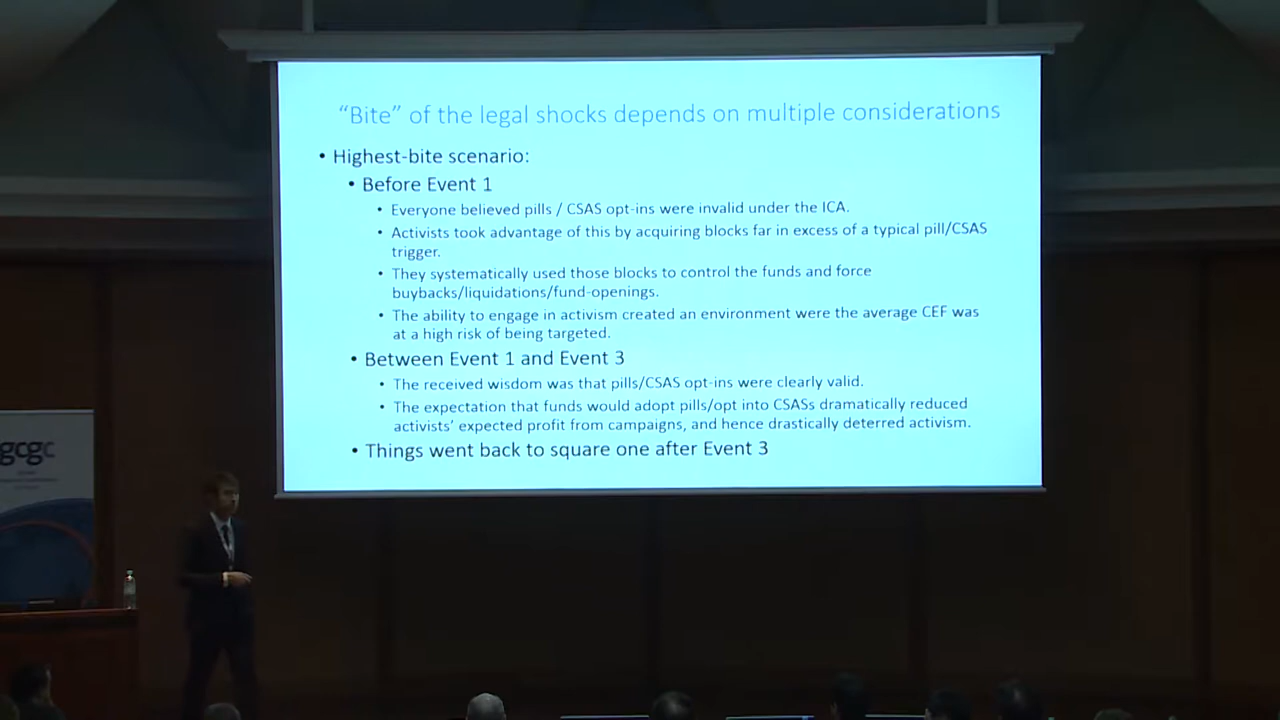 “Bite” of the legal shocks depends on multiple considerations
• Highest-bite scenario:
• Before Event 1
• Everyone believed pills / CSAS opt-ins were invalid under the ICA.
• Activists took advantage of this by acquiring blocks far in excess of a typical pill/CSAS
trigger.
• They systematically used those blocks to control the funds and force
buybacks/liquidations/fund-openings.
• The ability to engage in activism created an environment were the average CEF was
at a high risk of being targeted.
• Between Event 1 and Event 3
• The received wisdom was that pills/CSAS opt-ins were clearly valid.
• The expectation that funds would adopt pills/opt into CSASs dramatically reduced
activists’ expected profit from campaigns, and hence drastically deterred activism.
• Things went back to square one after Event 3
gcgc